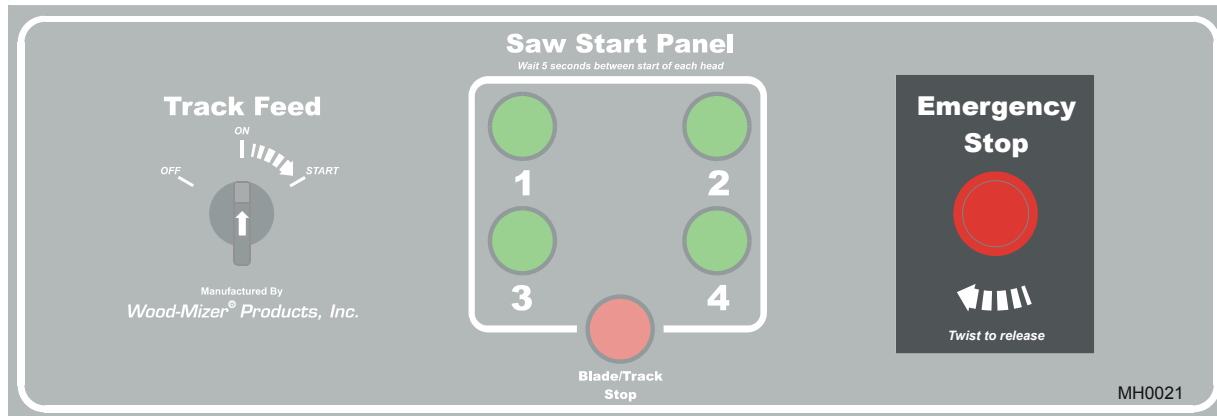 Saw Start Panel
Wait 5 seconds between start of each head
Track Feed
ON
OFF
START
Manufactured By
Wood-Mizer® Products, Inc.
1
2
3
4
Blade/Track
Stop
Emergency
Stop
Twist to release
MH0021